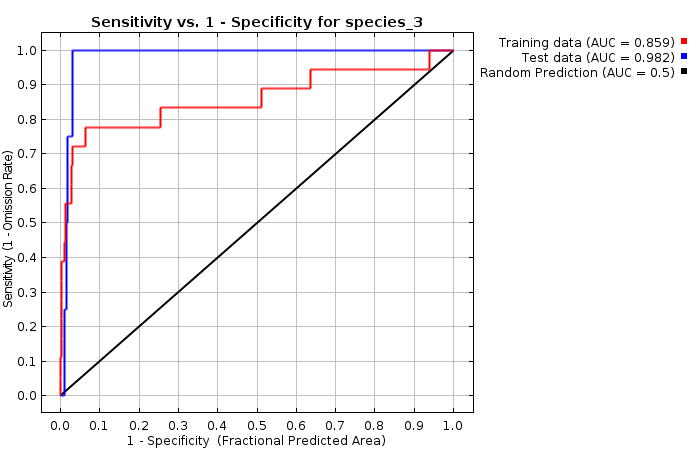 Sensitivity vs. 1 - Specificity for species_3
Training data (AUC = 0.859)
Test data (AUC = 0.982)
Random Prediction (AUC = 0.5)
Sensitivity (1 - Omission Rate)
1.0
0.9
0.8
0.7
0.6
0.5
0.4
0.3
0.2
0.1
0.0
0.0 0.1 0.2 0.3 0.4 0.5 0.6 0.7 0.8 0.9 1.0
1 - Specificity (Fractional Predicted Area)